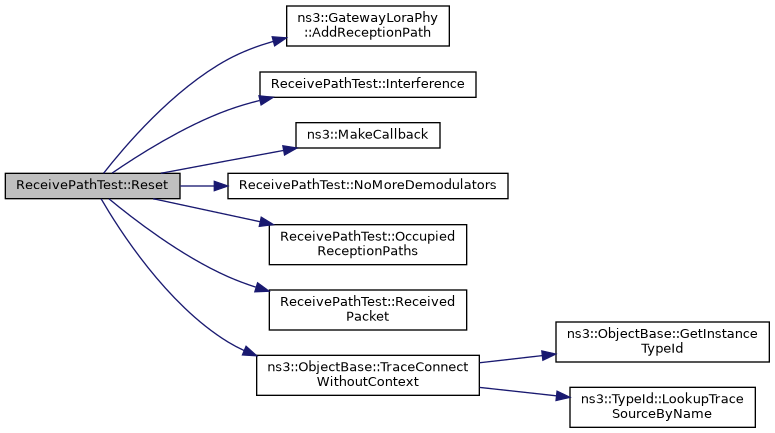 ns3::GatewayLoraPhy
::AddReceptionPath
ReceivePathTest::Interference
ns3::MakeCallback
ReceivePathTest::Reset
ReceivePathTest::NoMoreDemodulators
ReceivePathTest::Occupied
ReceptionPaths
ReceivePathTest::Received
Packet
ns3::ObjectBase::TraceConnect
WithoutContext
ns3::ObjectBase::GetInstance
TypeId
ns3::TypeId::LookupTrace
SourceByName